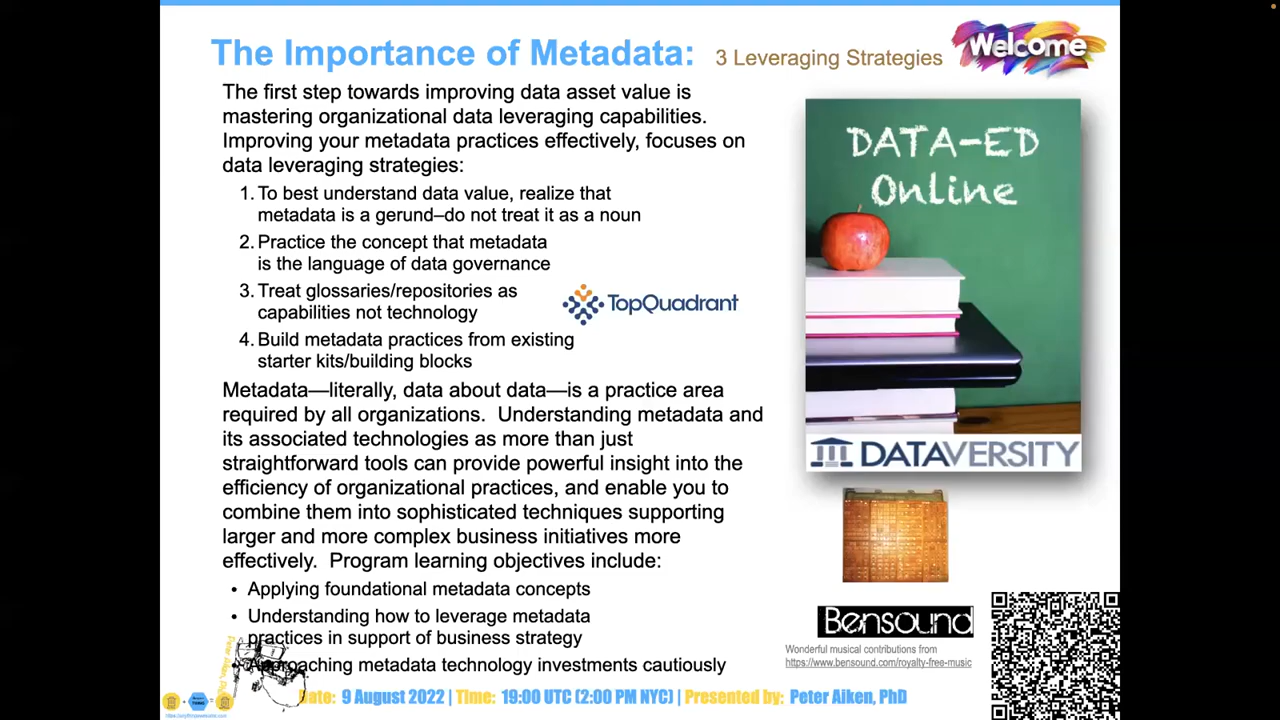 The Importance of Metadata: 3 Leveraging Strategies
Welcome
The first step towards improving data asset value is
mastering organizational data leveraging capabilities.
Improving your metadata practices effectively, focuses on
data leveraging strategies:
1. To best understand data value, realize that
metadata is a gerund–do not treat it as a noun
2. Practice the concept that metadata
is the language of data governance
3. Treat glossaries/repositories as
capabilities not technology
TopQuadrant
4. Build metadata practices from existing
starter kits/building blocks
Metadata—literally, data about data—is a practice area
required by all organizations. Understanding metadata and
its associated technologies as more than just
straightforward tools can provide powerful insight into the
efficiency of organizational practices, and enable you to
combine them into sophisticated techniques supporting
larger and more complex business initiatives more
effectively. Program learning objectives include:
• Applying foundational metadata concepts
• Understanding how to leverage metadata
practices in support of business strategy
• Approaching metadata technology investments cautiously
DATA-ED
Online
DATAVERSITY
Bensound
Wonderful musical contributions from
https://www.bensound.com/royalty-free-music
Date: 9 August 2022 | Time: 19:00 UTC (2:00 PM NYC) | Presented by: Peter Aiken, PhD